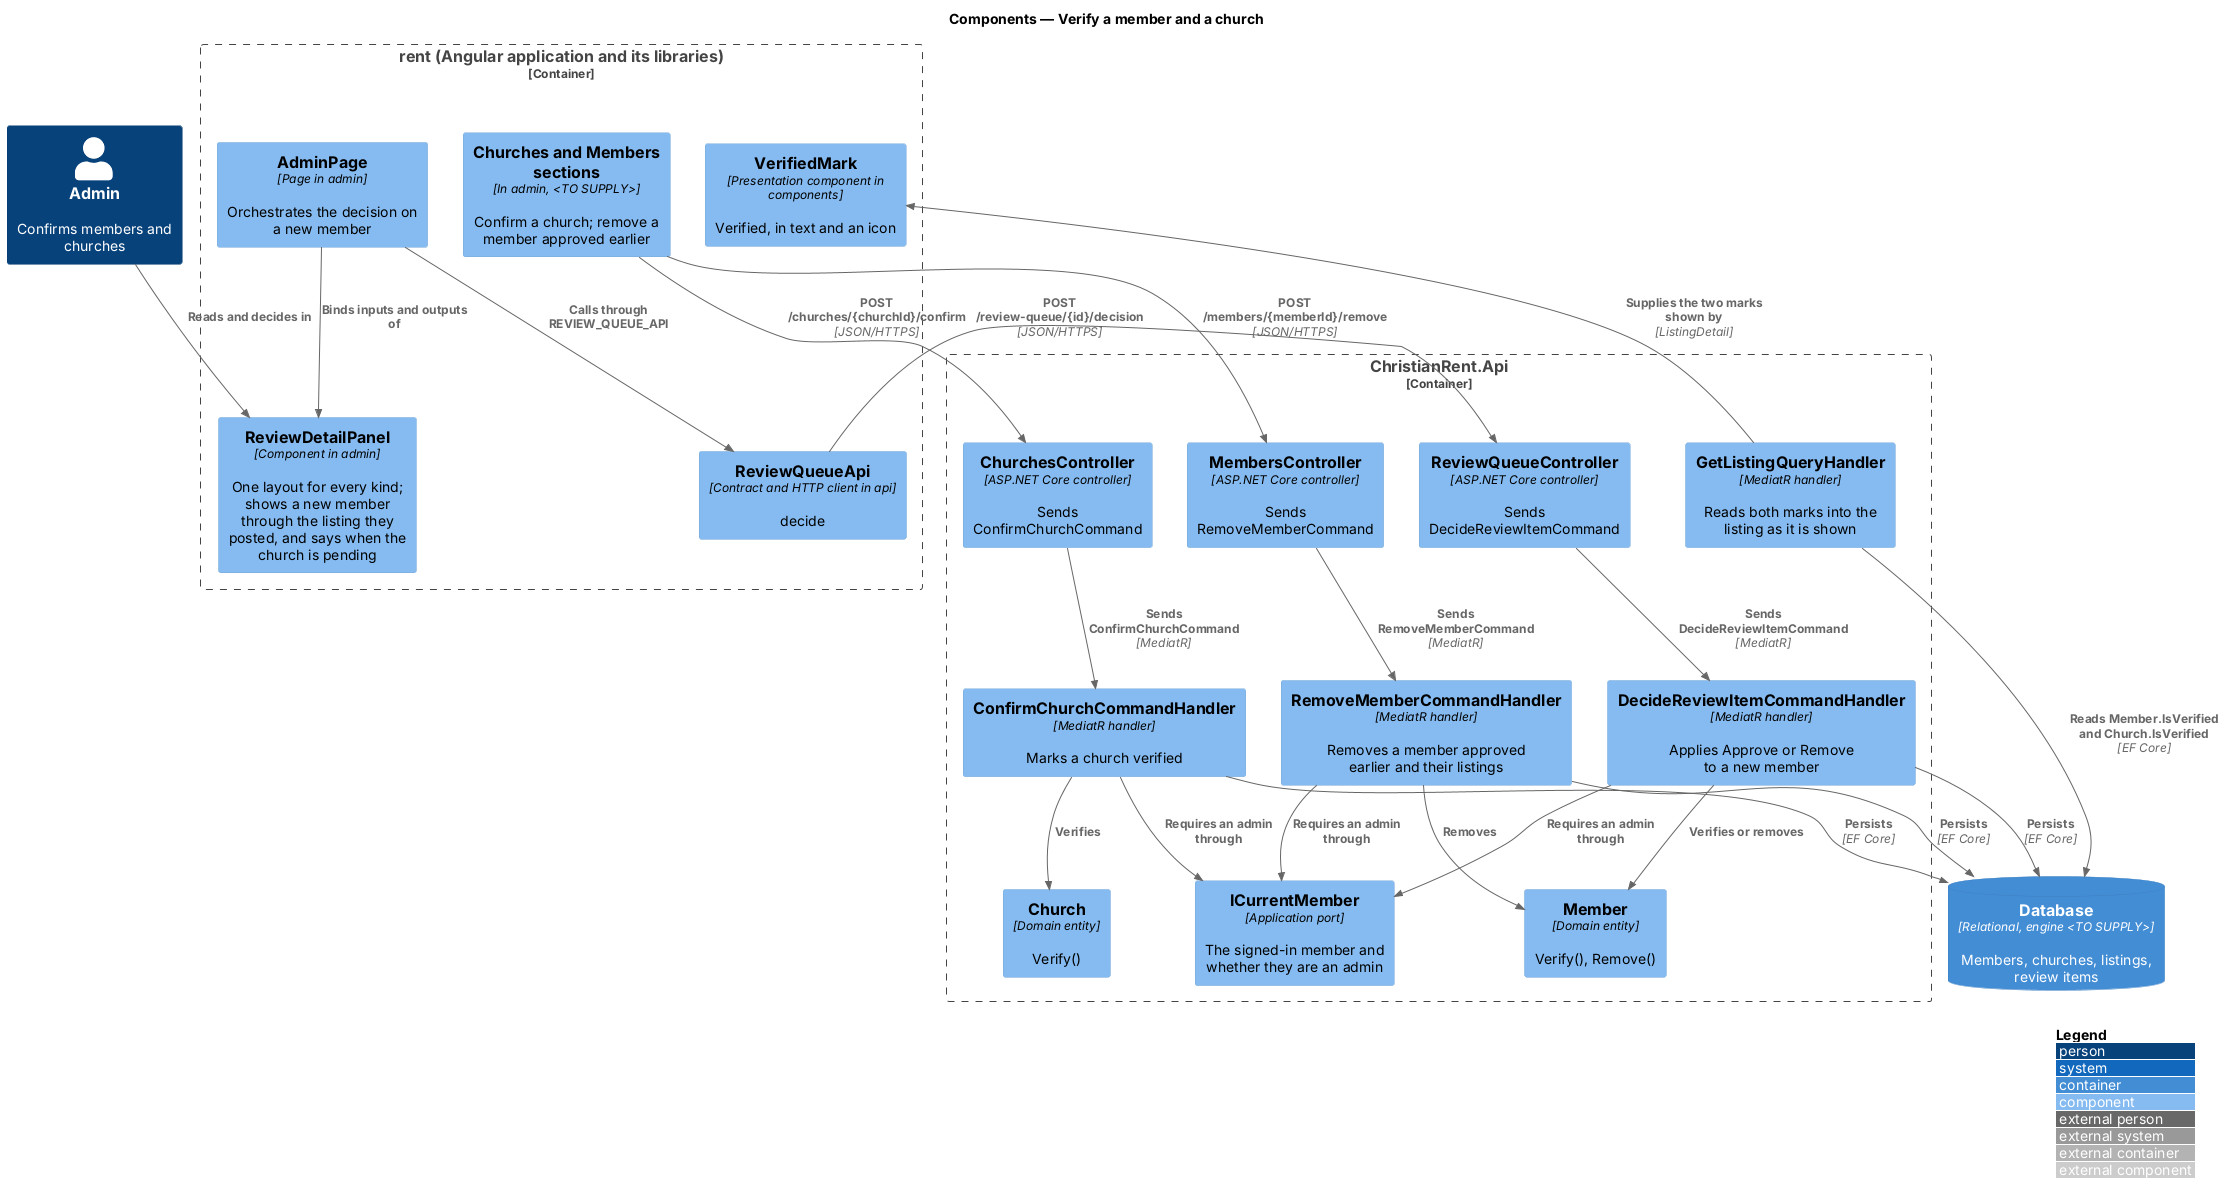 Components — Verify a member and a church
rent (Angular application and its libraries)
[Container]
Admin
Confirms members and
churches
AdminPage
[Page in admin]
Orchestrates the decision on
a new member
Churches and Members
sections
[In admin, <TO SUPPLY>]
Confirm a church; remove a
member approved earlier
VerifiedMark
[Presentation component in
components]
Verified, in text and an icon
Reads and decides in
Binds inputs and outputs
of
Calls through
REVIEW_QUEUE_API
POST
/churches/{churchId}/confirm
[JSON/HTTPS]
POST
/review-queue/{id}/decision
[JSON/HTTPS]
POST
/members/{memberId}/remove
[JSON/HTTPS]
Supplies the two marks
shown by
[ListingDetail]
ChristianRent.Api
[Container]
ReviewDetailPanel
[Component in admin]
One layout for every kind;
shows a new member
through the listing they
posted, and says when the
church is pending
ReviewQueueApi
[Contract and HTTP client in api]
decide
ChurchesController
[ASP.NET Core controller]
Sends
ConfirmChurchCommand
MembersController
[ASP.NET Core controller]
Sends
RemoveMemberCommand
ReviewQueueController
[ASP.NET Core controller]
Sends
DecideReviewItemCommand
GetListingQueryHandler
[MediatR handler]
Reads both marks into the
listing as it is shown
Sends
ConfirmChurchCommand
[MediatR]
Sends
RemoveMemberCommand
[MediatR]
Sends
DecideReviewItemCommand
[MediatR]
Reads Member.IsVerified
and Church.IsVerified
[EF Core]
ConfirmChurchCommandHandler
[MediatR handler]
Marks a church verified
RemoveMemberCommandHandler
[MediatR handler]
Removes a member approved
earlier and their listings
DecideReviewItemCommandHandler
[MediatR handler]
Applies Approve or Remove
to a new member
Verifies
Requires an admin
through
Requires an admin
through
Removes
Requires an admin
through
Verifies or removes
Persists
[EF Core]
Persists
[EF Core]
Persists
[EF Core]
Church
[Domain entity]
Verify()
ICurrentMember
[Application port]
The signed-in member and
whether they are an admin
Member
[Domain entity]
Verify(), Remove()
Database
[Relational, engine <TO SUPPLY>]
Members, churches, listings,
review items
Legend
person
system
container
component
external person
external system
external container
external component